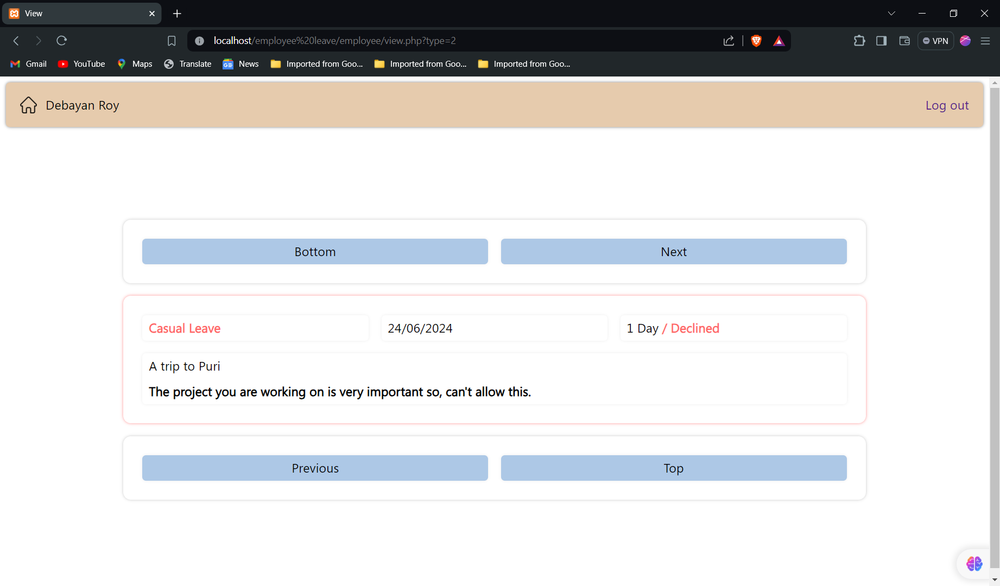 View
localhost/employee%20leave/employee/view.php?type=2
VPN
Gmail YouTube Maps Translate News Imported from Goo... Imported from Goo... Imported from Goo...
Debayan Roy Log out
Bottom Next
Casual Leave 24/06/2024 1 Day / Declined
A trip to Puri
The project you are working on is very important so, can't allow this.
Previous Top